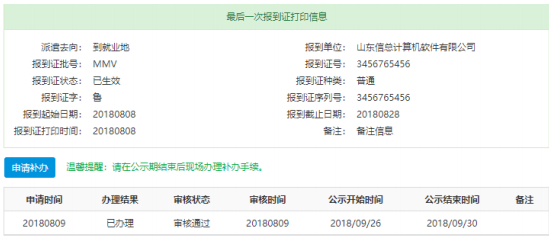 最后一次报到证打印信息
派遣去向： 到就业地 报到单位： 山东信总计算机软件有限公司
报到证批号： MMV 报到证号： 3456765456
报到证状态： 已生效 报到证种类： 普通
报到证字： 鲁 报到证序列号： 3456765456
报到起始日期： 20180808 报到截止日期： 20180828
报到证打印时间： 20180808 备注： 备注信息
申请补办 温馨提醒：请在公示期结束后现场办理补办手续。
申请时间 办理结果 审核状态 审核时间 公示开始时间 公示结束时间 备注
20180809 已办理 审核通过 20180809 2018/09/26 2018/09/30